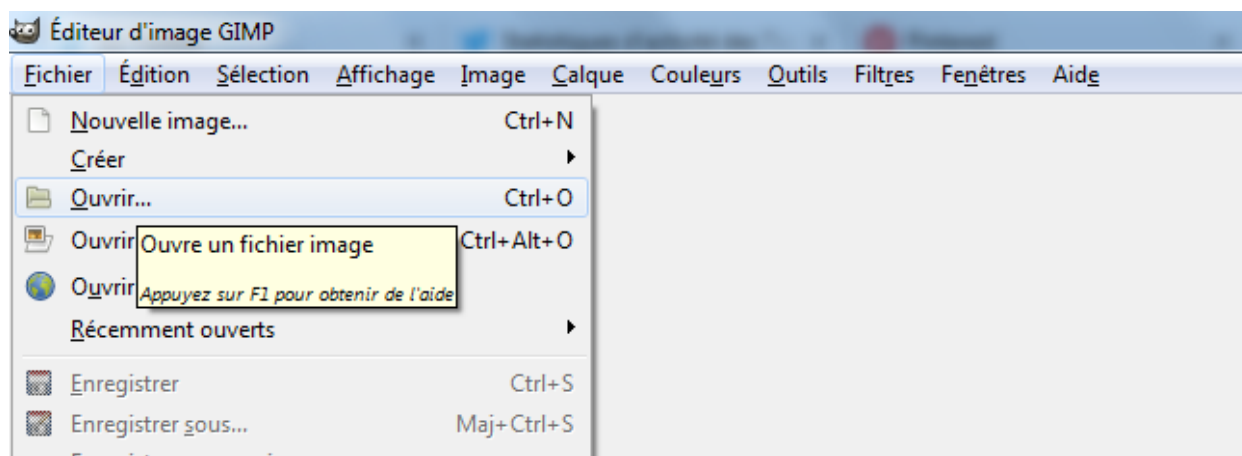 Éditeur d'image GIMP
Fichier Édition Sélection Affichage Image Calque Couleurs Outils Filtres Fenêtres Aide
Nouvelle image... Ctrl+N
Créer
Ouvrir... Ctrl+O
Ouvrir Ctrl+Alt+O
Ouvre un fichier image
Ouvrir
Appuyez sur F1 pour obtenir de l'aide
Récemment ouverts
Enregistrer Ctrl+S
Enregistrer sous... Maj+Ctrl+S